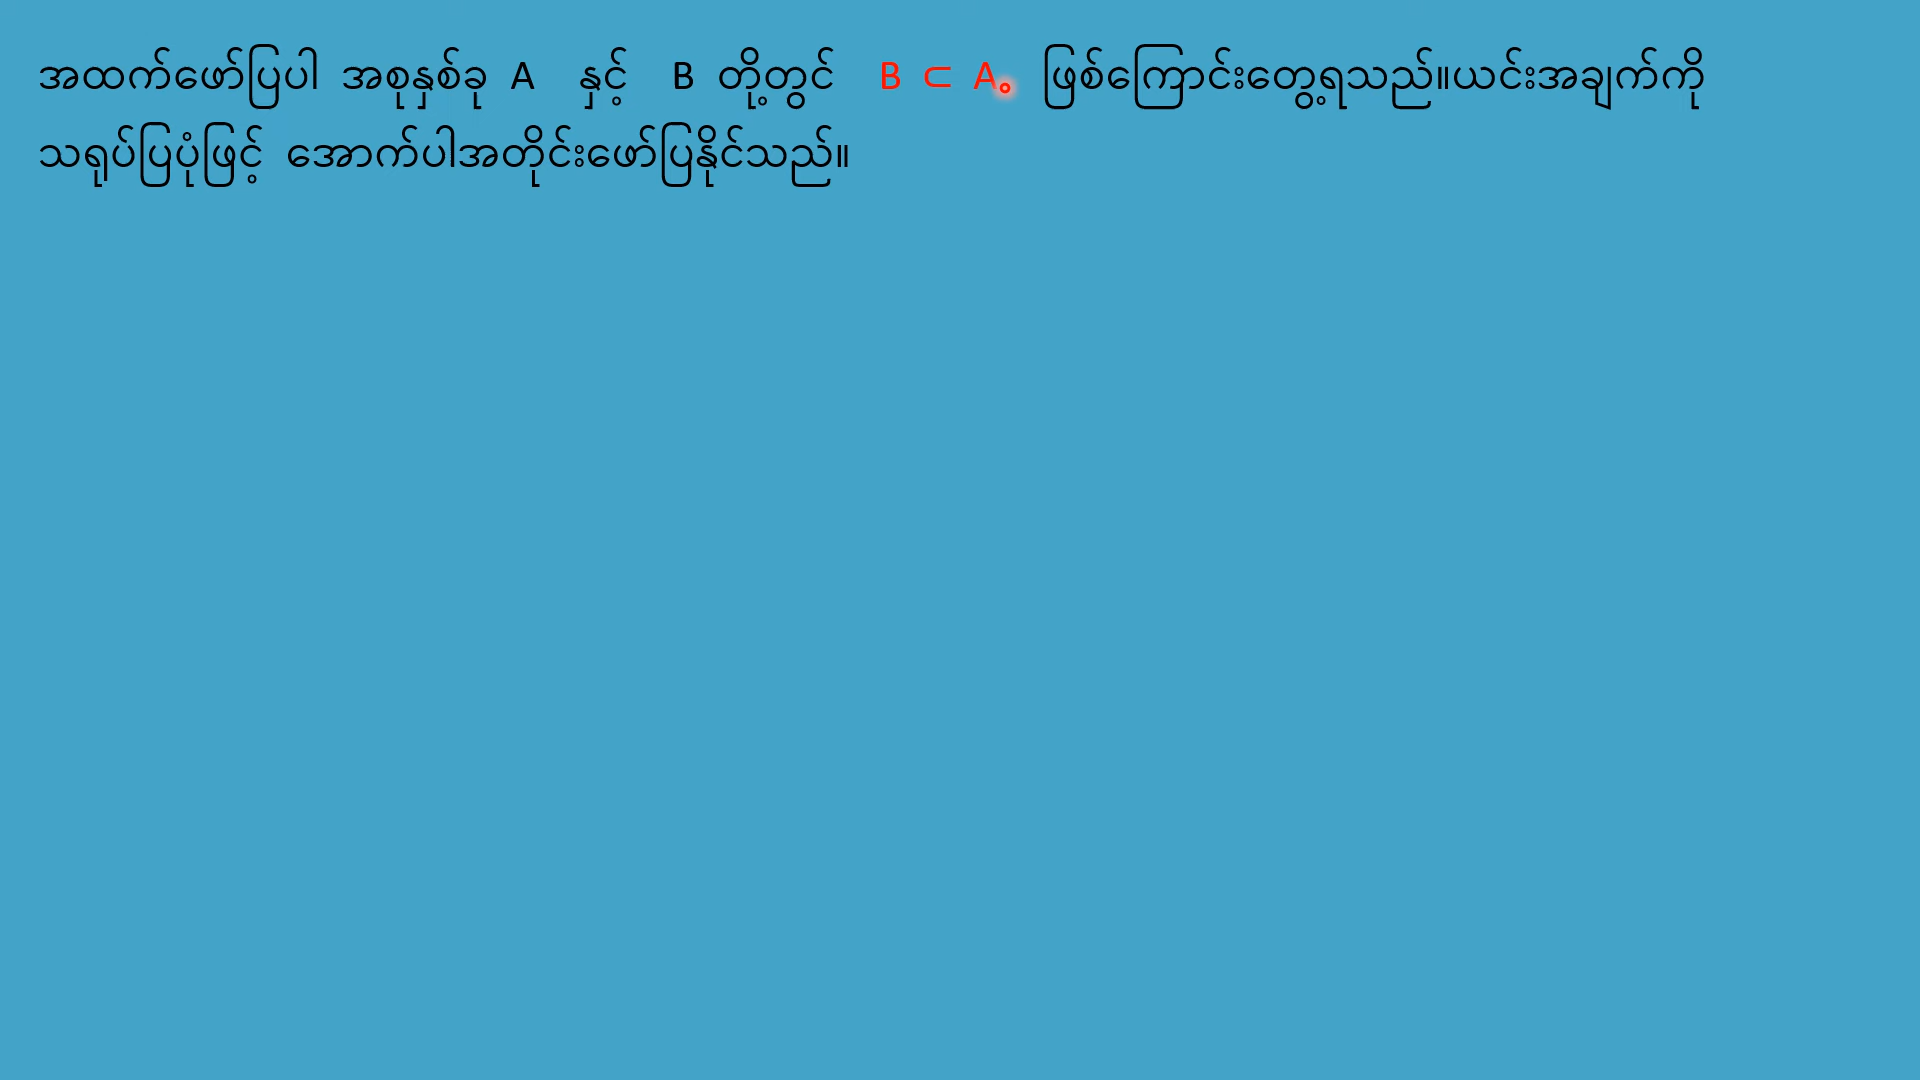 အထက်ဖော်ပြပါ အစုနှစ်ခု A နှင့် B တို့တွင် B ⊂ A ဖြစ်ကြောင်းတွေ့ရသည်။ယင်းအချက်ကို
သရုပ်ပြပုံဖြင့် အောက်ပါအတိုင်းဖော်ပြနိုင်သည်။